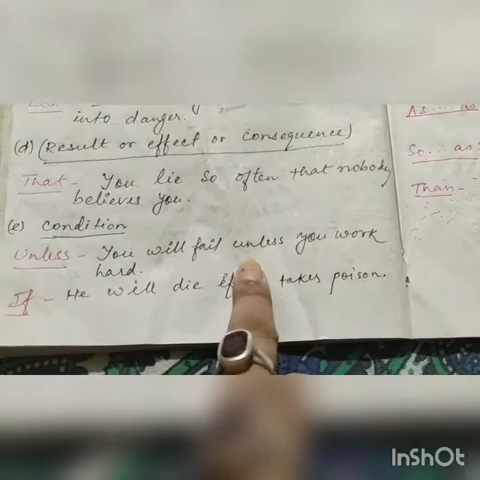 into danger.
(d) (Result or effect or consequence)
That - You lie so often that nobody
believes you.
(e) Condition
Unless - You will fail unless you work
hard.
If - He will die if takes poison.
As....as
So...as
Than-
InShOt